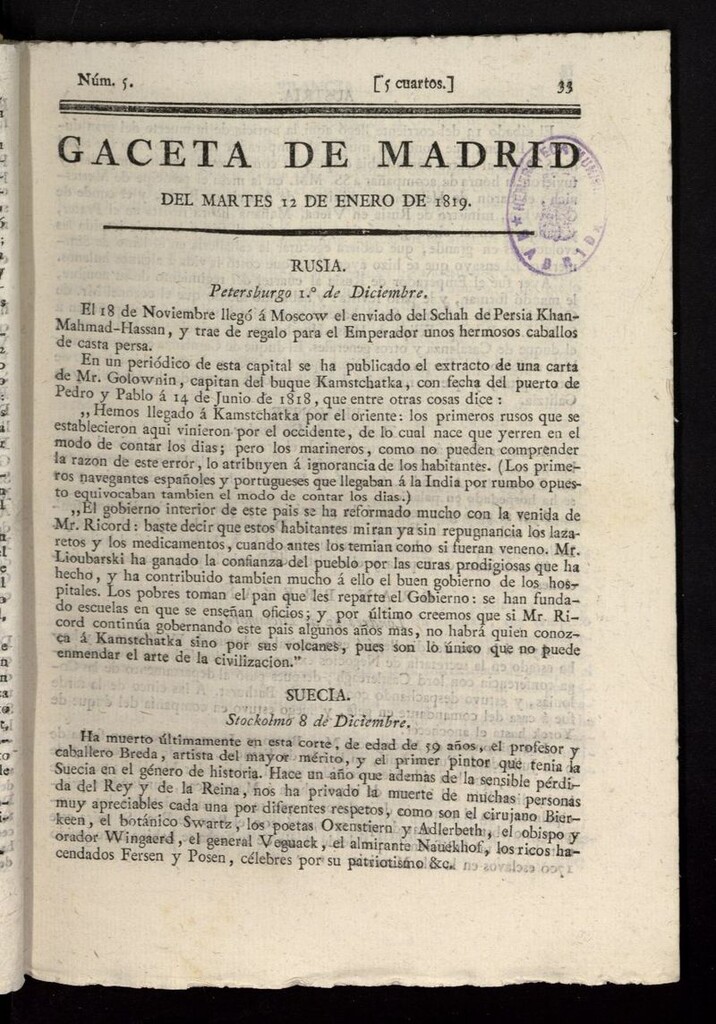 Núm. 5. [5 cuartos.] 33
GACETA DE MADRID
DEL MARTES 12 DE ENERO DE 1819.
MADRID
RUSIA.
Petersburgo 1.º de Diciembre.
El 18 de Noviembre llegó á Moscow el enviado del Schah de Persia Khan-
Mahmad-Hassan, y trae de regalo para el Emperador unos hermosos caballos
de casta persa.
En un periódico de esta capital se ha publicado el extracto de una carta
de Mr. Golownin, capitan del buque Kamstchatka, con fecha del puerto de
Pedro y Pablo á 14 de Junio de 1818, que entre otras cosas dice:
„Hemos llegado á Kamstchatka por el oriente: los primeros rusos que se
establecieron aqui vinieron por el occidente, de lo cual nace que yerren en el
modo de contar los dias; pero los marineros, como no pueden comprender
la razon de este error, lo atribuyen á ignorancia de los habitantes. (Los prime-
ros navegantes españoles y portugueses que llegaban á la India por rumbo opues-
to equivocaban tambien el modo de contar los dias.)
„El gobierno interior de este pais se ha reformado mucho con la venida de
Mr. Ricord: baste decir que estos habitantes miran ya sin repugnancia los laza-
retos y los medicamentos, cuando antes los temian como si fueran veneno. Mr.
Lioubarski ha ganado la confianza del pueblo por las curas prodigiosas que ha
hecho, y ha contribuido tambien mucho á ello el buen gobierno de los hos-
pitales. Los pobres toman el pan que les reparte el Gobierno: se han funda-
do escuelas en que se enseñan oficios; y por último creemos que si Mr. Ri-
cord continúa gobernando este pais algunos años mas, no habrá quien conoz-
ca á Kamstchatka sino por sus volcanes, pues son lo único que no puede
enmendar el arte de la civilizacion.”
SUECIA.
Stockolmo 8 de Diciembre.
Ha muerto últimamente en esta corte, de edad de 59 años, el profesor y
caballero Breda, artista del mayor mérito, y el primer pintor que tenia la
Suecia en el género de historia. Hace un año que ademas de la sensible pérdi-
da del Rey y de la Reina, nos ha privado la muerte de muchas personas
muy apreciables cada una por diferentes respetos, como son el cirujano Bier-
keen, el botánico Swartz, los poetas Oxenstiern y Adlerbeth, el obispo y
orador Wingaerd, el general Veguack, el almirante Nauekhof, los ricos ha-
cendados Fersen y Posen, célebres por su patriotismo &c.